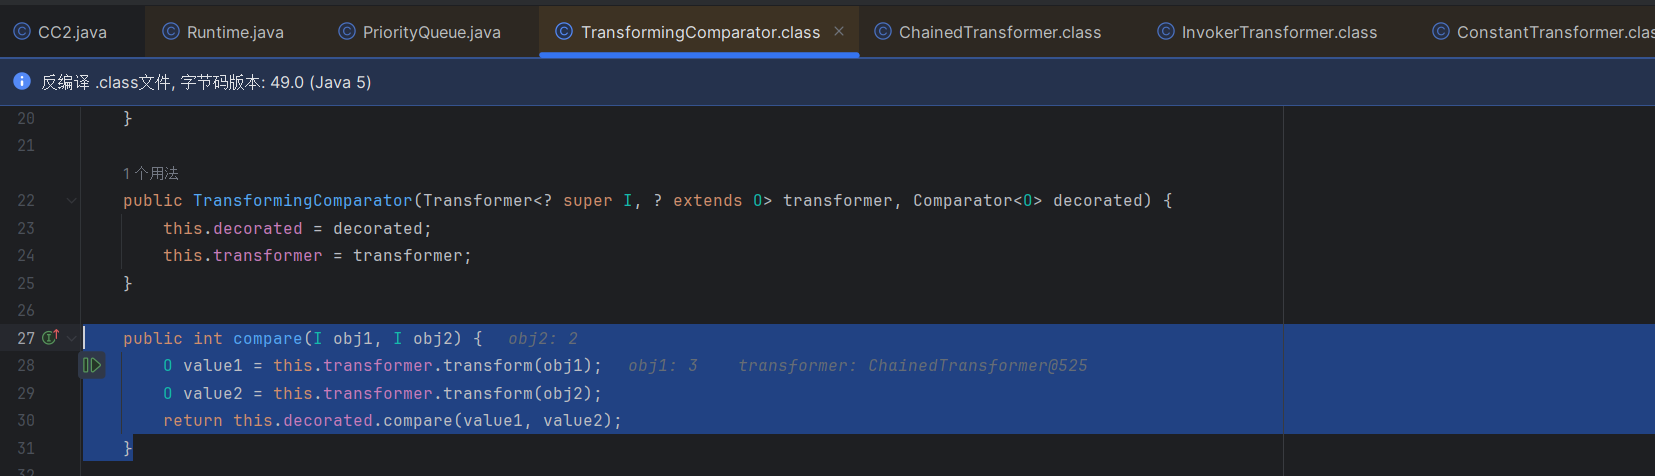 CC2.java Runtime.java PriorityQueue.java TransformingComparator.class ChainedTransformer.class InvokerTransformer.class ConstantTransformer.clas
反编译 .class文件, 字节码版本: 49.0 (Java 5)
20 }
21
1 个用法
22 public TransformingComparator(Transformer<? super I, ? extends O> transformer, Comparator<O> decorated) {
23 this.decorated = decorated;
24 this.transformer = transformer;
25 }
26
27 public int compare(I obj1, I obj2) { obj2: 2
28 O value1 = this.transformer.transform(obj1); obj1: 3 transformer: ChainedTransformer@525
29 O value2 = this.transformer.transform(obj2);
30 return this.decorated.compare(value1, value2);
31 }
32